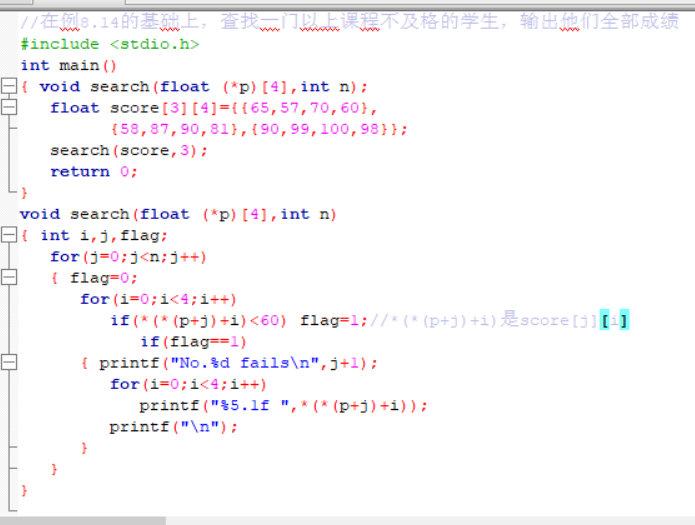 //在例8.14的基础上，查找一门以上课程不及格的学生，输出他们全部成绩
#include <stdio.h>
int main()
{ void search(float (*p)[4],int n);
float score[3][4]={{65,57,70,60},
{58,87,90,81},{90,99,100,98}};
search(score,3);
return 0;
}
void search(float (*p)[4],int n)
{ int i,j,flag;
for(j=0;j<n;j++)
{ flag=0;
for(i=0;i<4;i++)
if(*(*(p+j)+i)<60) flag=1;//*(*(p+j)+i)是score[j][i]
if(flag==1)
{ printf("No.%d fails\n",j+1);
for(i=0;i<4;i++)
printf("%5.1f ",*(*(p+j)+i));
printf("\n");
}
}
}